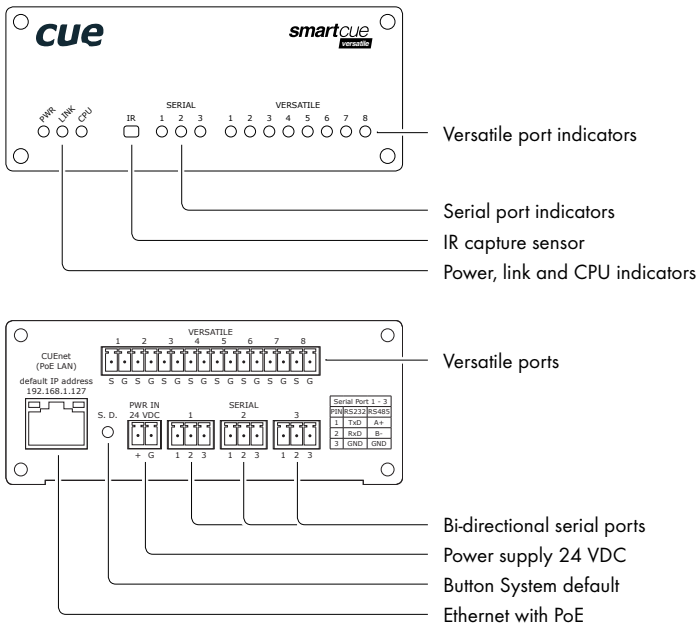 cue
smartcue
versatile
PWR LINK CPU
IR
SERIAL
1 2 3
VERSATILE
1 2 3 4 5 6 7 8
Versatile port indicators
Serial port indicators
IR capture sensor
Power, link and CPU indicators
VERSATILE
1 2 3 4 5 6 7 8
S G S G S G S G S G S G S G S G
Versatile ports
CUEnet
(PoE LAN)
default IP address
192.168.1.127
S. D.
PWR IN
24 VDC
+ G
SERIAL
1 2 3
1 2 3 1 2 3 1 2 3
Serial Port 1 - 3
PIN RS232 RS485
1 TxD A+
2 RxD B-
3 GND GND
Bi-directional serial ports
Power supply 24 VDC
Button System default
Ethernet with PoE